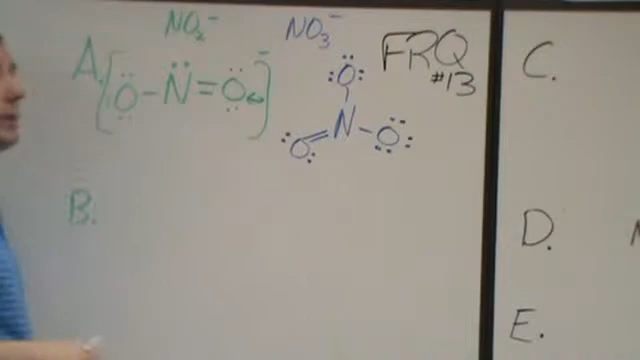 NO2⁻
NO3⁻
FRQ
#13
A. [O-N=O]⁻
O
N
O
O
B.
C.
D.
E.